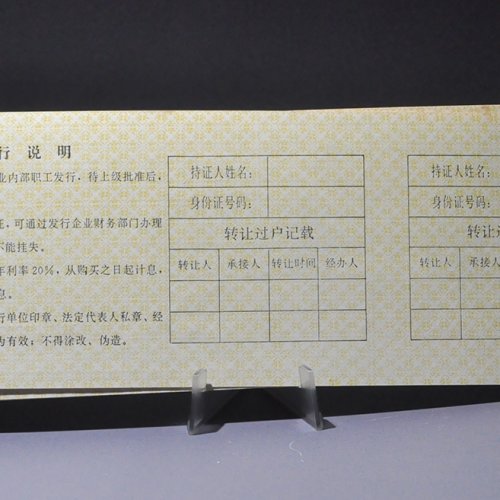 行 说 明
业内部职工发行，待上级批准后，
证，可通过发行企业财务部门办理
不能挂失。
年利率20%，从购买之日起计息，
息。
行单位印章、法定代表人私章、经
为有效；不得涂改、伪造。
持证人姓名：
身份证号码：
转让过户记载
转让人 承接人 转让时间 经办人
持证人姓名：
身份证号码：
转让过
转让人 承接人